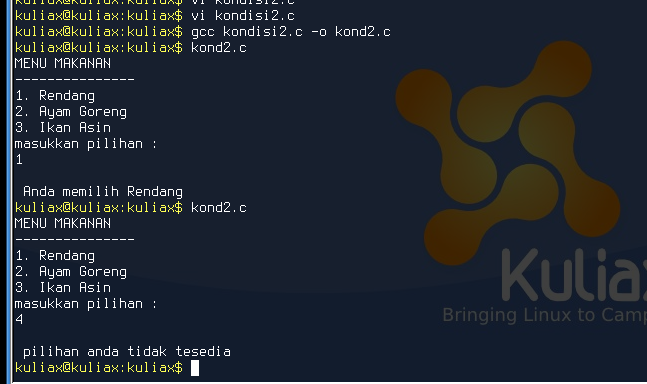 kuliax@kuliax:kuliax$ vi kondisi2.c
kuliax@kuliax:kuliax$ vi kondisi2.c
kuliax@kuliax:kuliax$ gcc kondisi2.c -o kond2.c
kuliax@kuliax:kuliax$ kond2.c
MENU MAKANAN
---------------
1. Rendang
2. Ayam Goreng
3. Ikan Asin
masukkan pilihan :
1
Anda memilih Rendang
kuliax@kuliax:kuliax$ kond2.c
MENU MAKANAN
---------------
1. Rendang
2. Ayam Goreng
3. Ikan Asin
masukkan pilihan :
4
pilihan anda tidak tesedia
kuliax@kuliax:kuliax$
Kuliax
Bringing Linux to Camp